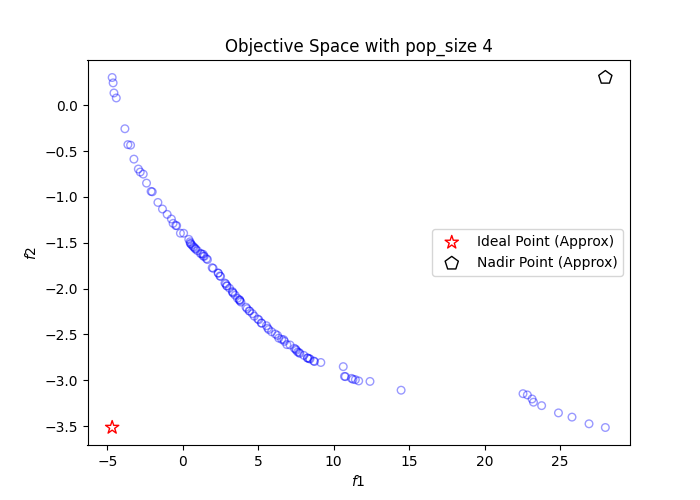 Objective Space with pop_size 4
0.0
−0.5
−1.0
−1.5
−2.0
−2.5
−3.0
−3.5
f2
Ideal Point (Approx)
Nadir Point (Approx)
−5 0 5 10 15 20 25
f1